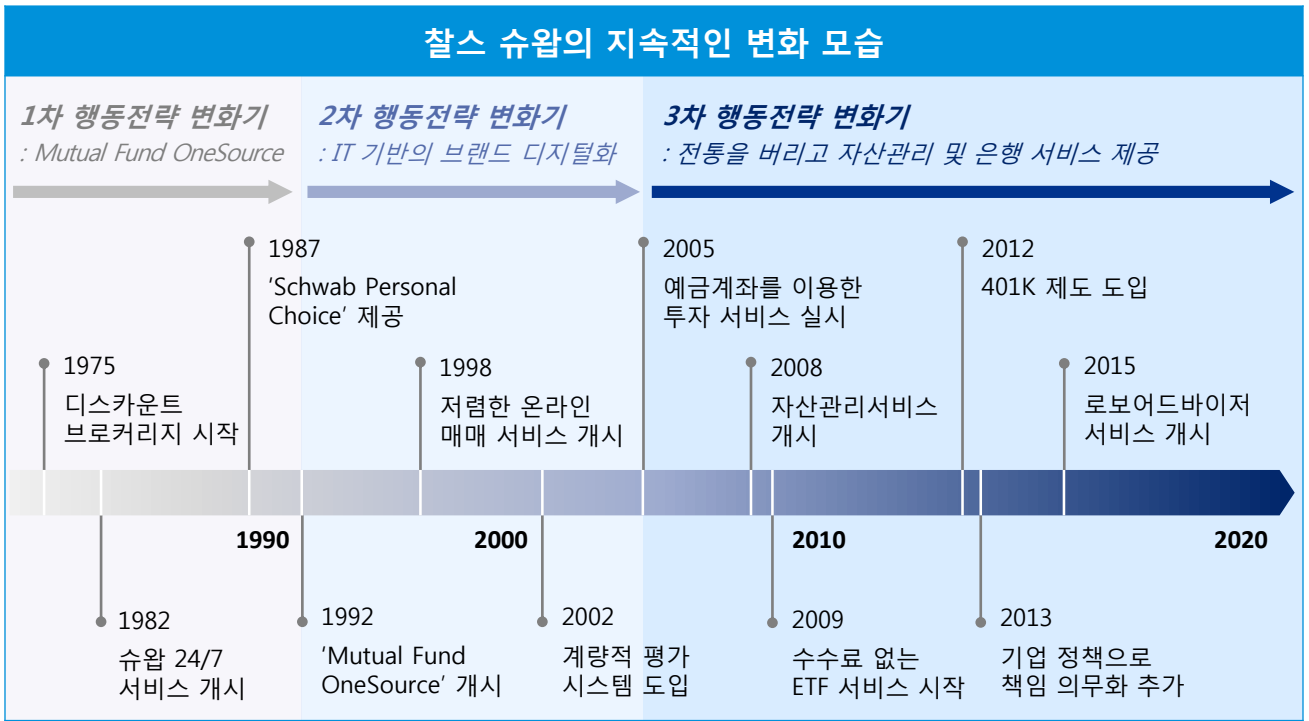 찰스 슈왑의 지속적인 변화 모습
1차 행동전략 변화기
: Mutual Fund OneSource
2차 행동전략 변화기
: IT 기반의 브랜드 디지털화
3차 행동전략 변화기
: 전통을 버리고 자산관리 및 은행 서비스 제공
1987
‘Schwab Personal
Choice’ 제공
2005
예금계좌를 이용한
투자 서비스 실시
2012
401K 제도 도입
1975
디스카운트
브로커리지 시작
1998
저렴한 온라인
매매 서비스 개시
2008
자산관리서비스
개시
2015
로보어드바이저
서비스 개시
1990
2000
2010
2020
1982
슈왑 24/7
서비스 개시
1992
‘Mutual Fund
OneSource’ 개시
2002
계량적 평가
시스템 도입
2009
수수료 없는
ETF 서비스 시작
2013
기업 정책으로
책임 의무화 추가